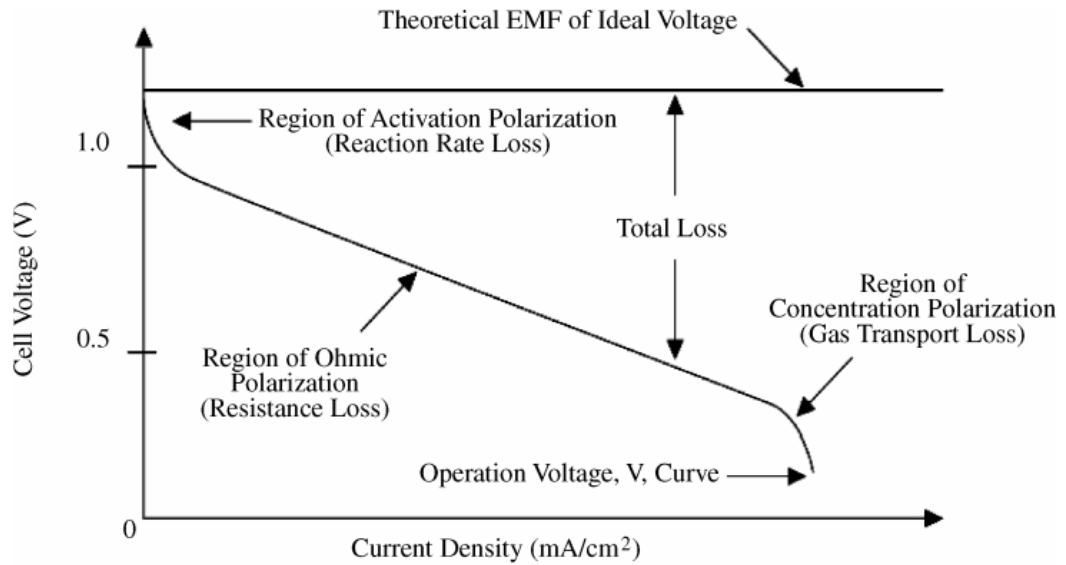 Theoretical EMF of Ideal Voltage
Region of Activation Polarization
(Reaction Rate Loss)
1.0
Total Loss
Cell Voltage (V)
Region of
Concentration Polarization
(Gas Transport Loss)
0.5
Region of Ohmic
Polarization
(Resistance Loss)
Operation Voltage, V, Curve
0
Current Density (mA/cm²)